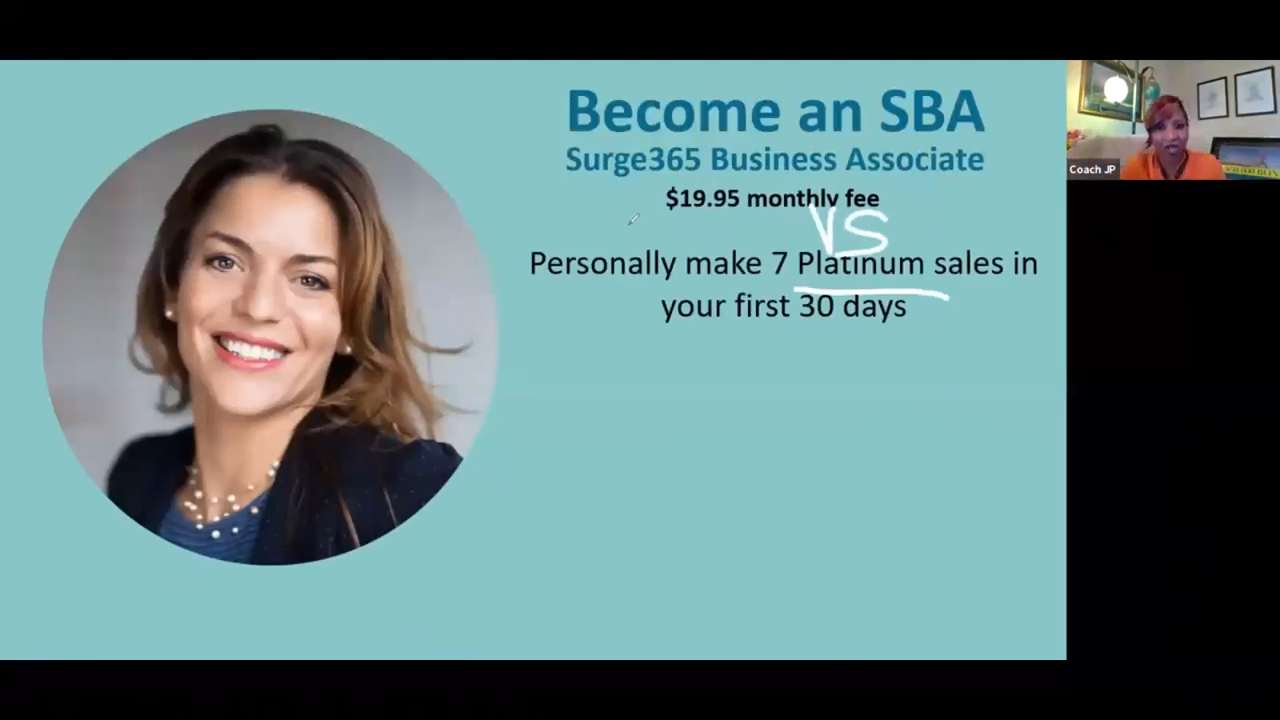 Become an SBA
Surge365 Business Associate
$19.95 monthly fee
VS
Personally make 7 Platinum sales in
your first 30 days
Coach JP